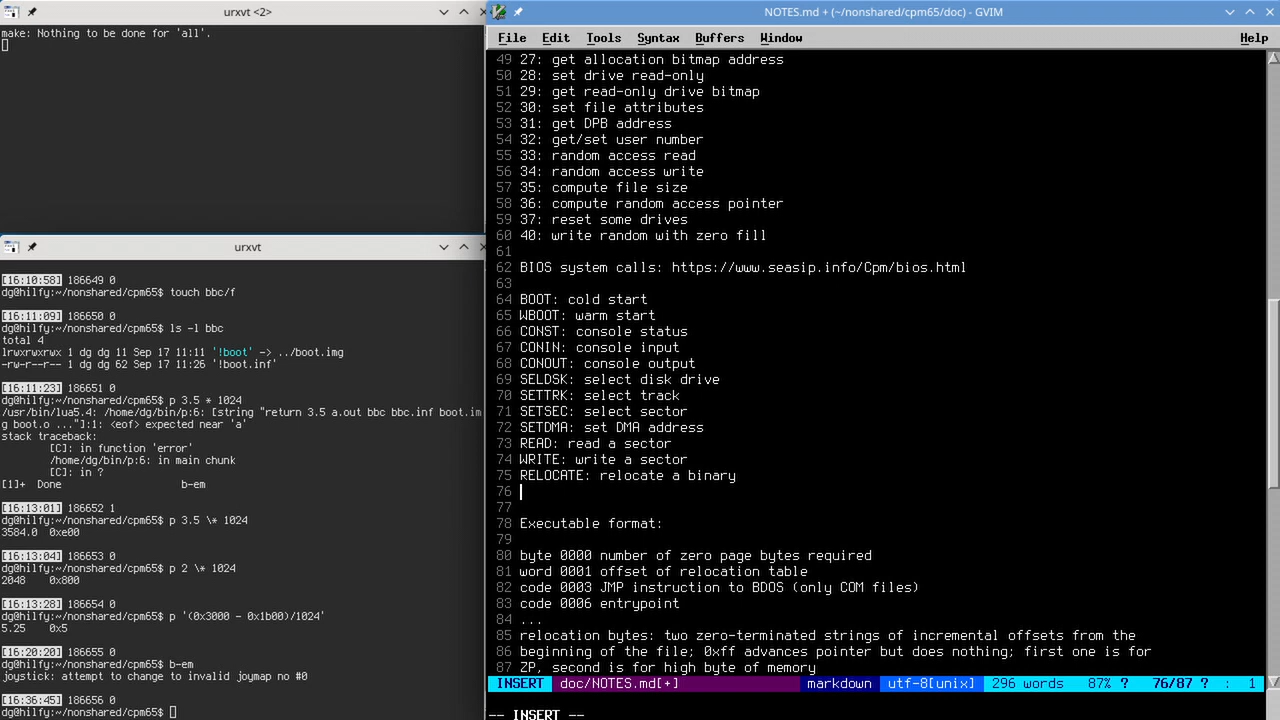 urxvt <2>
make: Nothing to be done for 'all'.
urxvt
[16:10:58] 186649 0
dg@hilfy:~/nonshared/cpm65$ touch bbc/f
[16:11:09] 186650 0
dg@hilfy:~/nonshared/cpm65$ ls -l bbc
total 4
lrwxrwxrwx 1 dg dg 11 Sep 17 11:11 '!boot' -> ../boot.img
-rw-r--r-- 1 dg dg 62 Sep 17 11:26 '!boot.inf'
[16:11:23] 186651 0
dg@hilfy:~/nonshared/cpm65$ p 3.5 * 1024
/usr/bin/lua5.4: /home/dg/bin/p:6: [string "return 3.5 a.out bbc bbc.inf boot.im
g boot.o ..."]:1: <eof> expected near 'a'
stack traceback:
[C]: in function 'error'
/home/dg/bin/p:6: in main chunk
[C]: in ?
[1]+  Done                    b-em
[16:13:01] 186652 1
dg@hilfy:~/nonshared/cpm65$ p 3.5 \* 1024
3584.0  0xe00
[16:13:04] 186653 0
dg@hilfy:~/nonshared/cpm65$ p 2 \* 1024
2048    0x800
[16:13:28] 186654 0
dg@hilfy:~/nonshared/cpm65$ p '(0x3000 - 0x1b00)/1024'
5.25    0x5
[16:20:20] 186655 0
dg@hilfy:~/nonshared/cpm65$ b-em
joystick: attempt to change to invalid joymap no #0
[16:36:45] 186656 0
dg@hilfy:~/nonshared/cpm65$
NOTES.md + (~/nonshared/cpm65/doc) - GVIM
File Edit Tools Syntax Buffers Window Help
49 27: get allocation bitmap address
50 28: set drive read-only
51 29: get read-only drive bitmap
52 30: set file attributes
53 31: get DPB address
54 32: get/set user number
55 33: random access read
56 34: random access write
57 35: compute file size
58 36: compute random access pointer
59 37: reset some drives
60 40: write random with zero fill
61
62 BIOS system calls: https://www.seasip.info/Cpm/bios.html
63
64 BOOT: cold start
65 WBOOT: warm start
66 CONST: console status
67 CONIN: console input
68 CONOUT: console output
69 SELDSK: select disk drive
70 SETTRK: select track
71 SETSEC: select sector
72 SETDMA: set DMA address
73 READ: read a sector
74 WRITE: write a sector
75 RELOCATE: relocate a binary
76
77
78 Executable format:
79
80 byte 0000 number of zero page bytes required
81 word 0001 offset of relocation table
82 code 0003 JMP instruction to BDOS (only COM files)
83 code 0006 entrypoint
84 ...
85 relocation bytes: two zero-terminated strings of incremental offsets from the
86 beginning of the file; 0xff advances pointer but does nothing; first one is for
87 ZP, second is for high byte of memory
INSERT doc/NOTES.md[+] markdown utf-8[unix] 296 words 87% ? 76/87 ? : 1
-- INSERT --